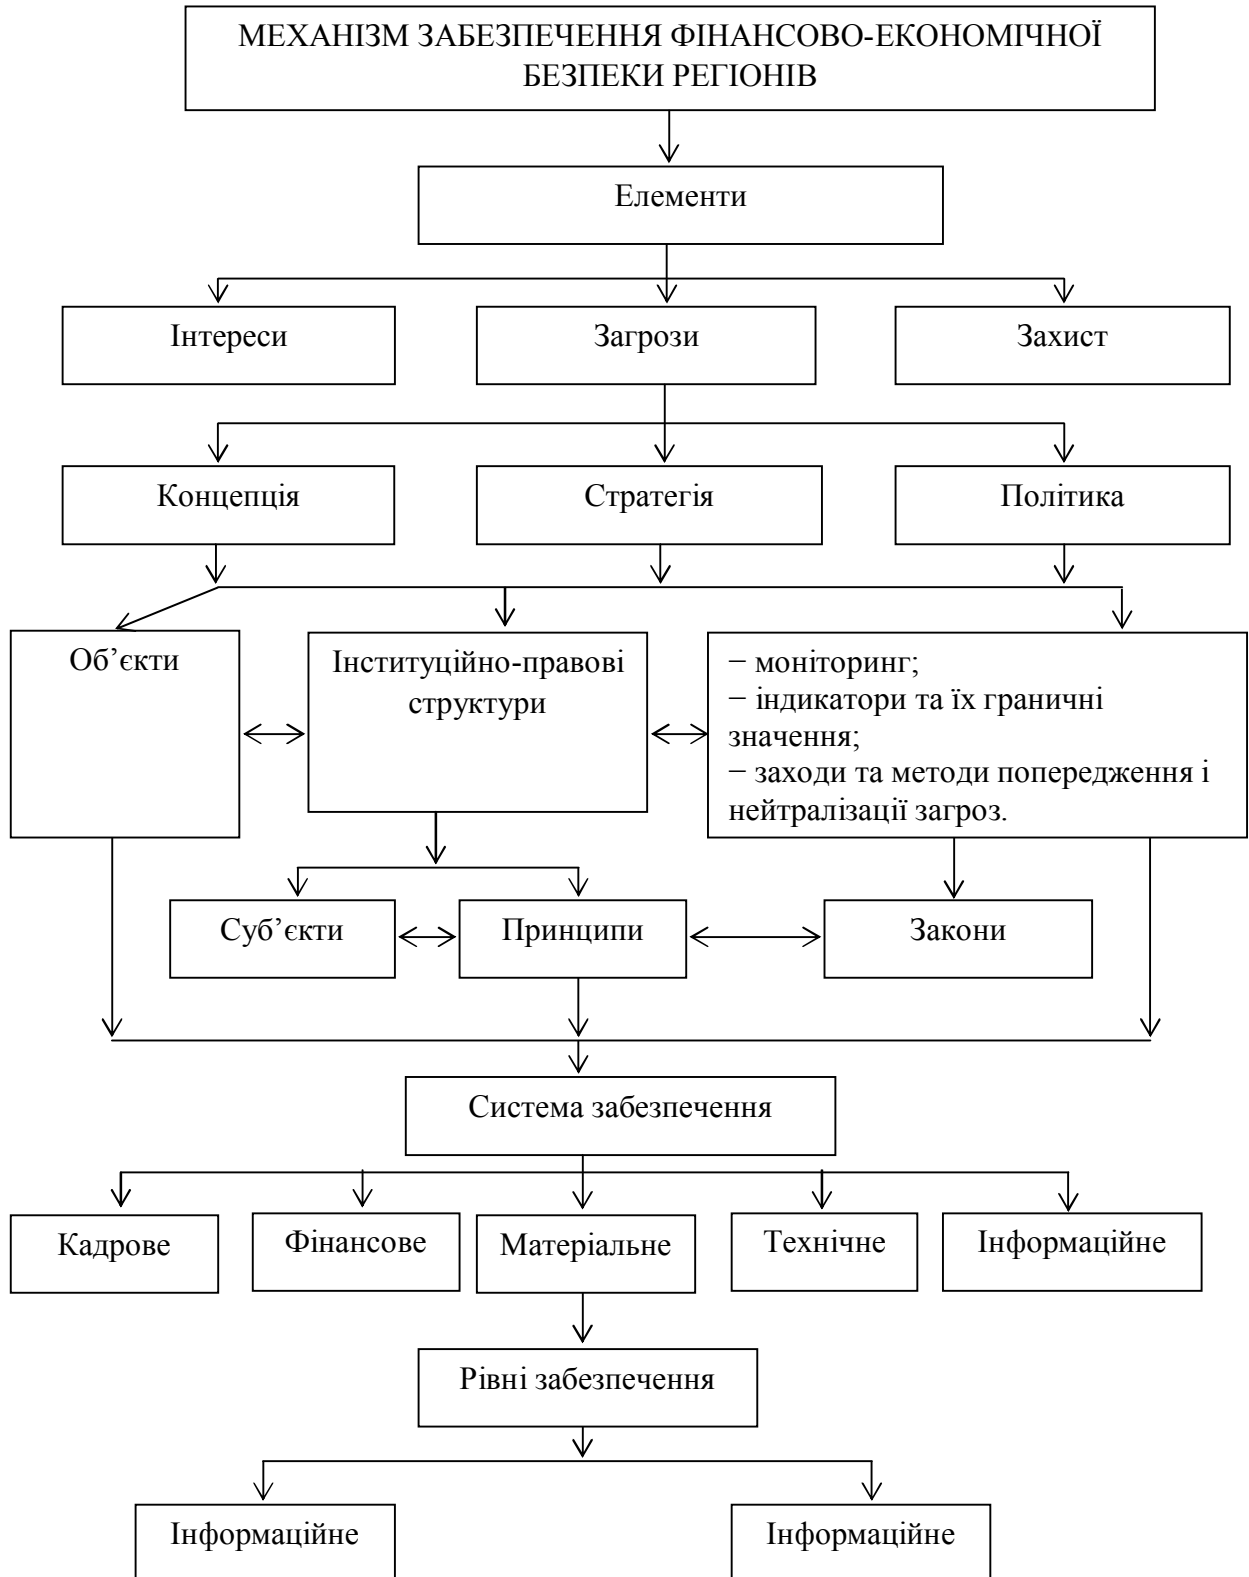 МЕХАНІЗМ ЗАБЕЗПЕЧЕННЯ ФІНАНСОВО-ЕКОНОМІЧНОЇ
БЕЗПЕКИ РЕГІОНІВ
Елементи
Інтереси
Загрози
Захист
Концепція
Стратегія
Політика
Об’єкти
Інституційно-правові
структури
− моніторинг;
− індикатори та їх граничні
значення;
− заходи та методи попередження і
нейтралізації загроз.
Суб’єкти
Принципи
Закони
Система забезпечення
Кадрове
Фінансове
Матеріальне
Технічне
Інформаційне
Рівні забезпечення
Інформаційне
Інформаційне